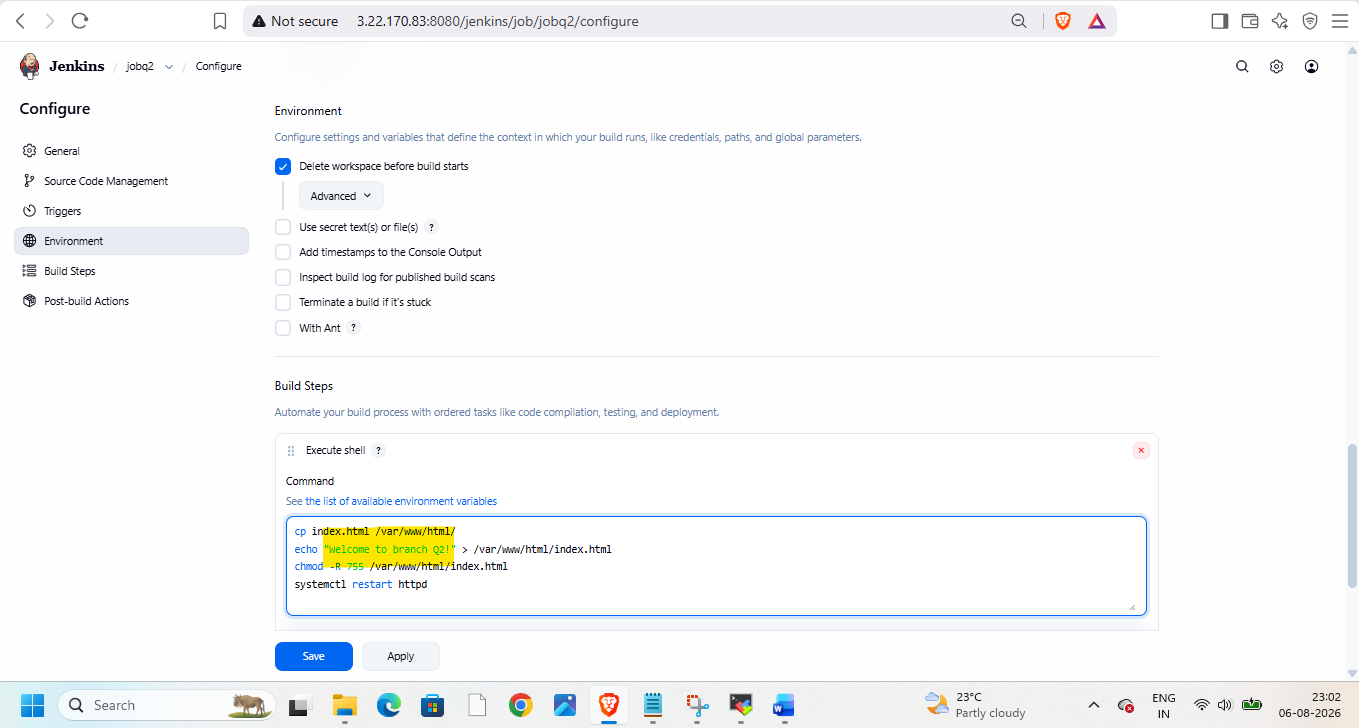 Not secure 3.22.170.83:8080/jenkins/job/jobq2/configure
Jenkins / jobq2 / Configure
Configure
General
Source Code Management
Triggers
Environment
Build Steps
Post-build Actions
Environment
Configure settings and variables that define the context in which your build runs, like credentials, paths, and global parameters.
Delete workspace before build starts
Advanced
Use secret text(s) or file(s) ?
Add timestamps to the Console Output
Inspect build log for published build scans
Terminate a build if it's stuck
With Ant ?
Build Steps
Automate your build process with ordered tasks like code compilation, testing, and deployment.
Execute shell ?
Command
See the list of available environment variables
cp index.html /var/www/html/
echo "Welcome to branch Q2!" > /var/www/html/index.html
chmod -R 755 /var/www/html/index.html
systemctl restart httpd
Save
Apply
Search
23°C
Partly cloudy
ENG
IN
23:02
06-08-2026